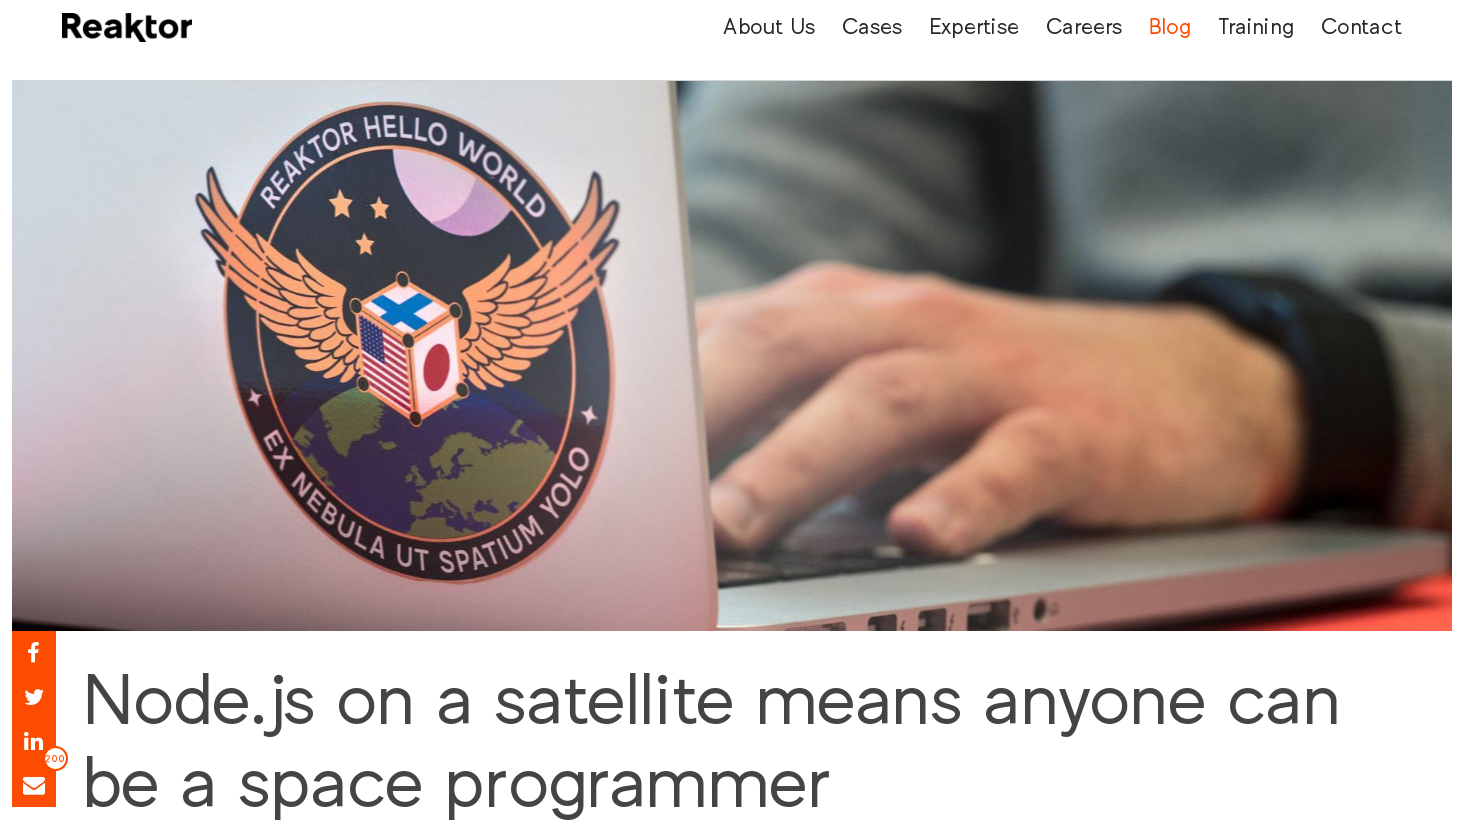 Reaktor
About Us Cases Expertise Careers Blog Training Contact
REAKTOR HELLO WORLD
EX NEBULA UT SPATIUM YOLO
200
Node.js on a satellite means anyone can
be a space programmer